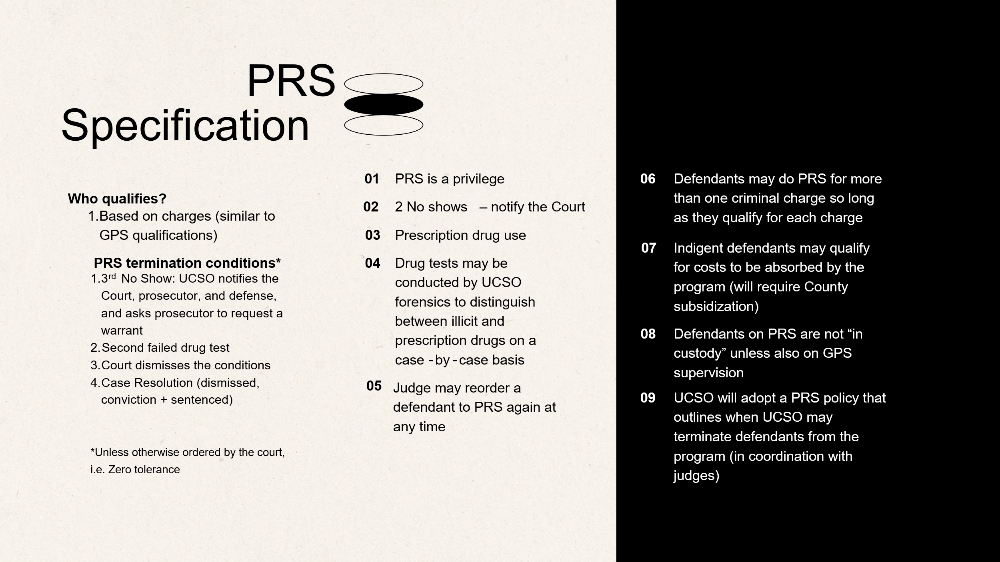 PRS
Specification
Who qualifies?
1.Based on charges (similar to
GPS qualifications)
PRS termination conditions*
1.3rd No Show: UCSO notifies the
Court, prosecutor, and defense,
and asks prosecutor to request a
warrant
2.Second failed drug test
3.Court dismisses the conditions
4.Case Resolution (dismissed,
conviction + sentenced)
*Unless otherwise ordered by the court,
i.e. Zero tolerance
01 PRS is a privilege
02 2 No shows – notify the Court
03 Prescription drug use
04 Drug tests may be
conducted by UCSO
forensics to distinguish
between illicit and
prescription drugs on a
case -by-case basis
05 Judge may reorder a
defendant to PRS again at
any time
06 Defendants may do PRS for more
than one criminal charge so long
as they qualify for each charge
07 Indigent defendants may qualify
for costs to be absorbed by the
program (will require County
subsidization)
08 Defendants on PRS are not “in
custody” unless also on GPS
supervision
09 UCSO will adopt a PRS policy that
outlines when UCSO may
terminate defendants from the
program (in coordination with
judges)